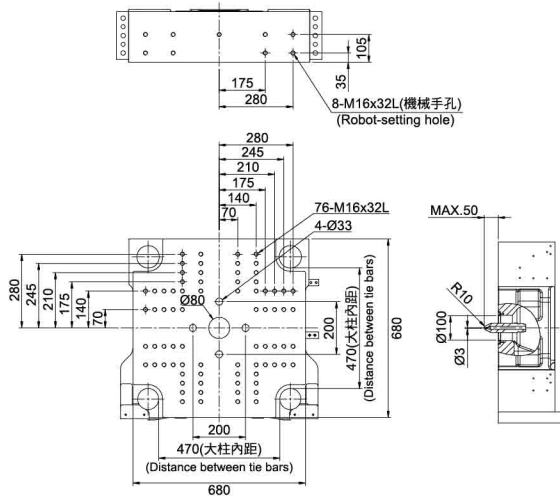 105
35
175
280
8-M16x32L(機械手孔)
(Robot-setting hole)
280
245
210
175
140
70
76-M16x32L
4-Ø33
MAX.50
280
245
210
175
140
70
Ø80
200
470(大柱內距)
(Distance between tie bars)
680
R10
Ø100
Ø3
200
470(大柱內距)
(Distance between tie bars)
680